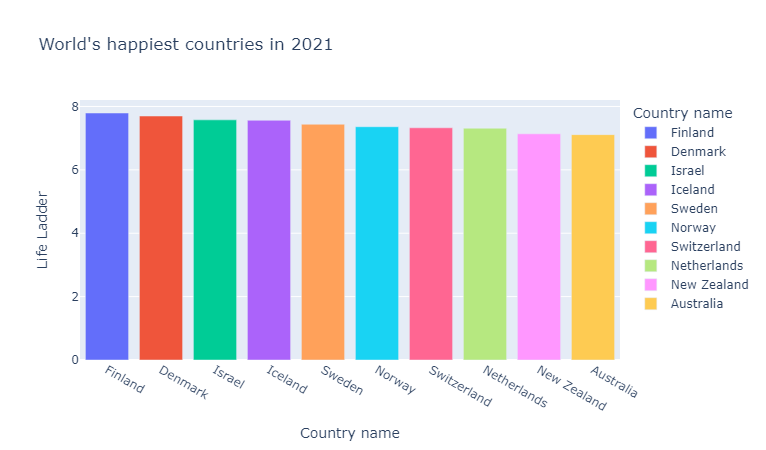 World's happiest countries in 2021
Life Ladder
8
6
4
2
0
Finland
Denmark
Israel
Iceland
Sweden
Norway
Switzerland
Netherlands
New Zealand
Australia
Country name
Country name
Finland
Denmark
Israel
Iceland
Sweden
Norway
Switzerland
Netherlands
New Zealand
Australia